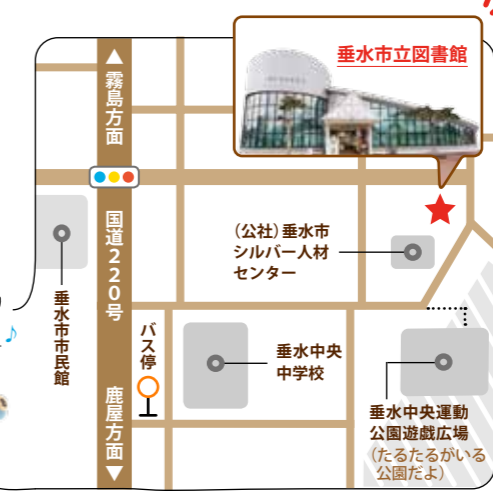 垂水市立図書館
▲霧島方面
国道220号
鹿屋方面▼
(公社)垂水市
シルバー人材
センター
垂水市市民館
バス停
垂水中央
中学校
垂水中央運動
公園遊戯広場
(たるたるがいる
公園だよ)